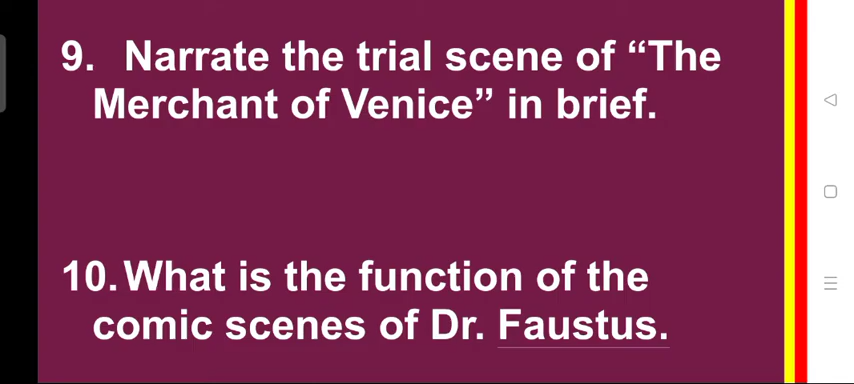 9. Narrate the trial scene of “The
Merchant of Venice” in brief.
10. What is the function of the
comic scenes of Dr. Faustus.